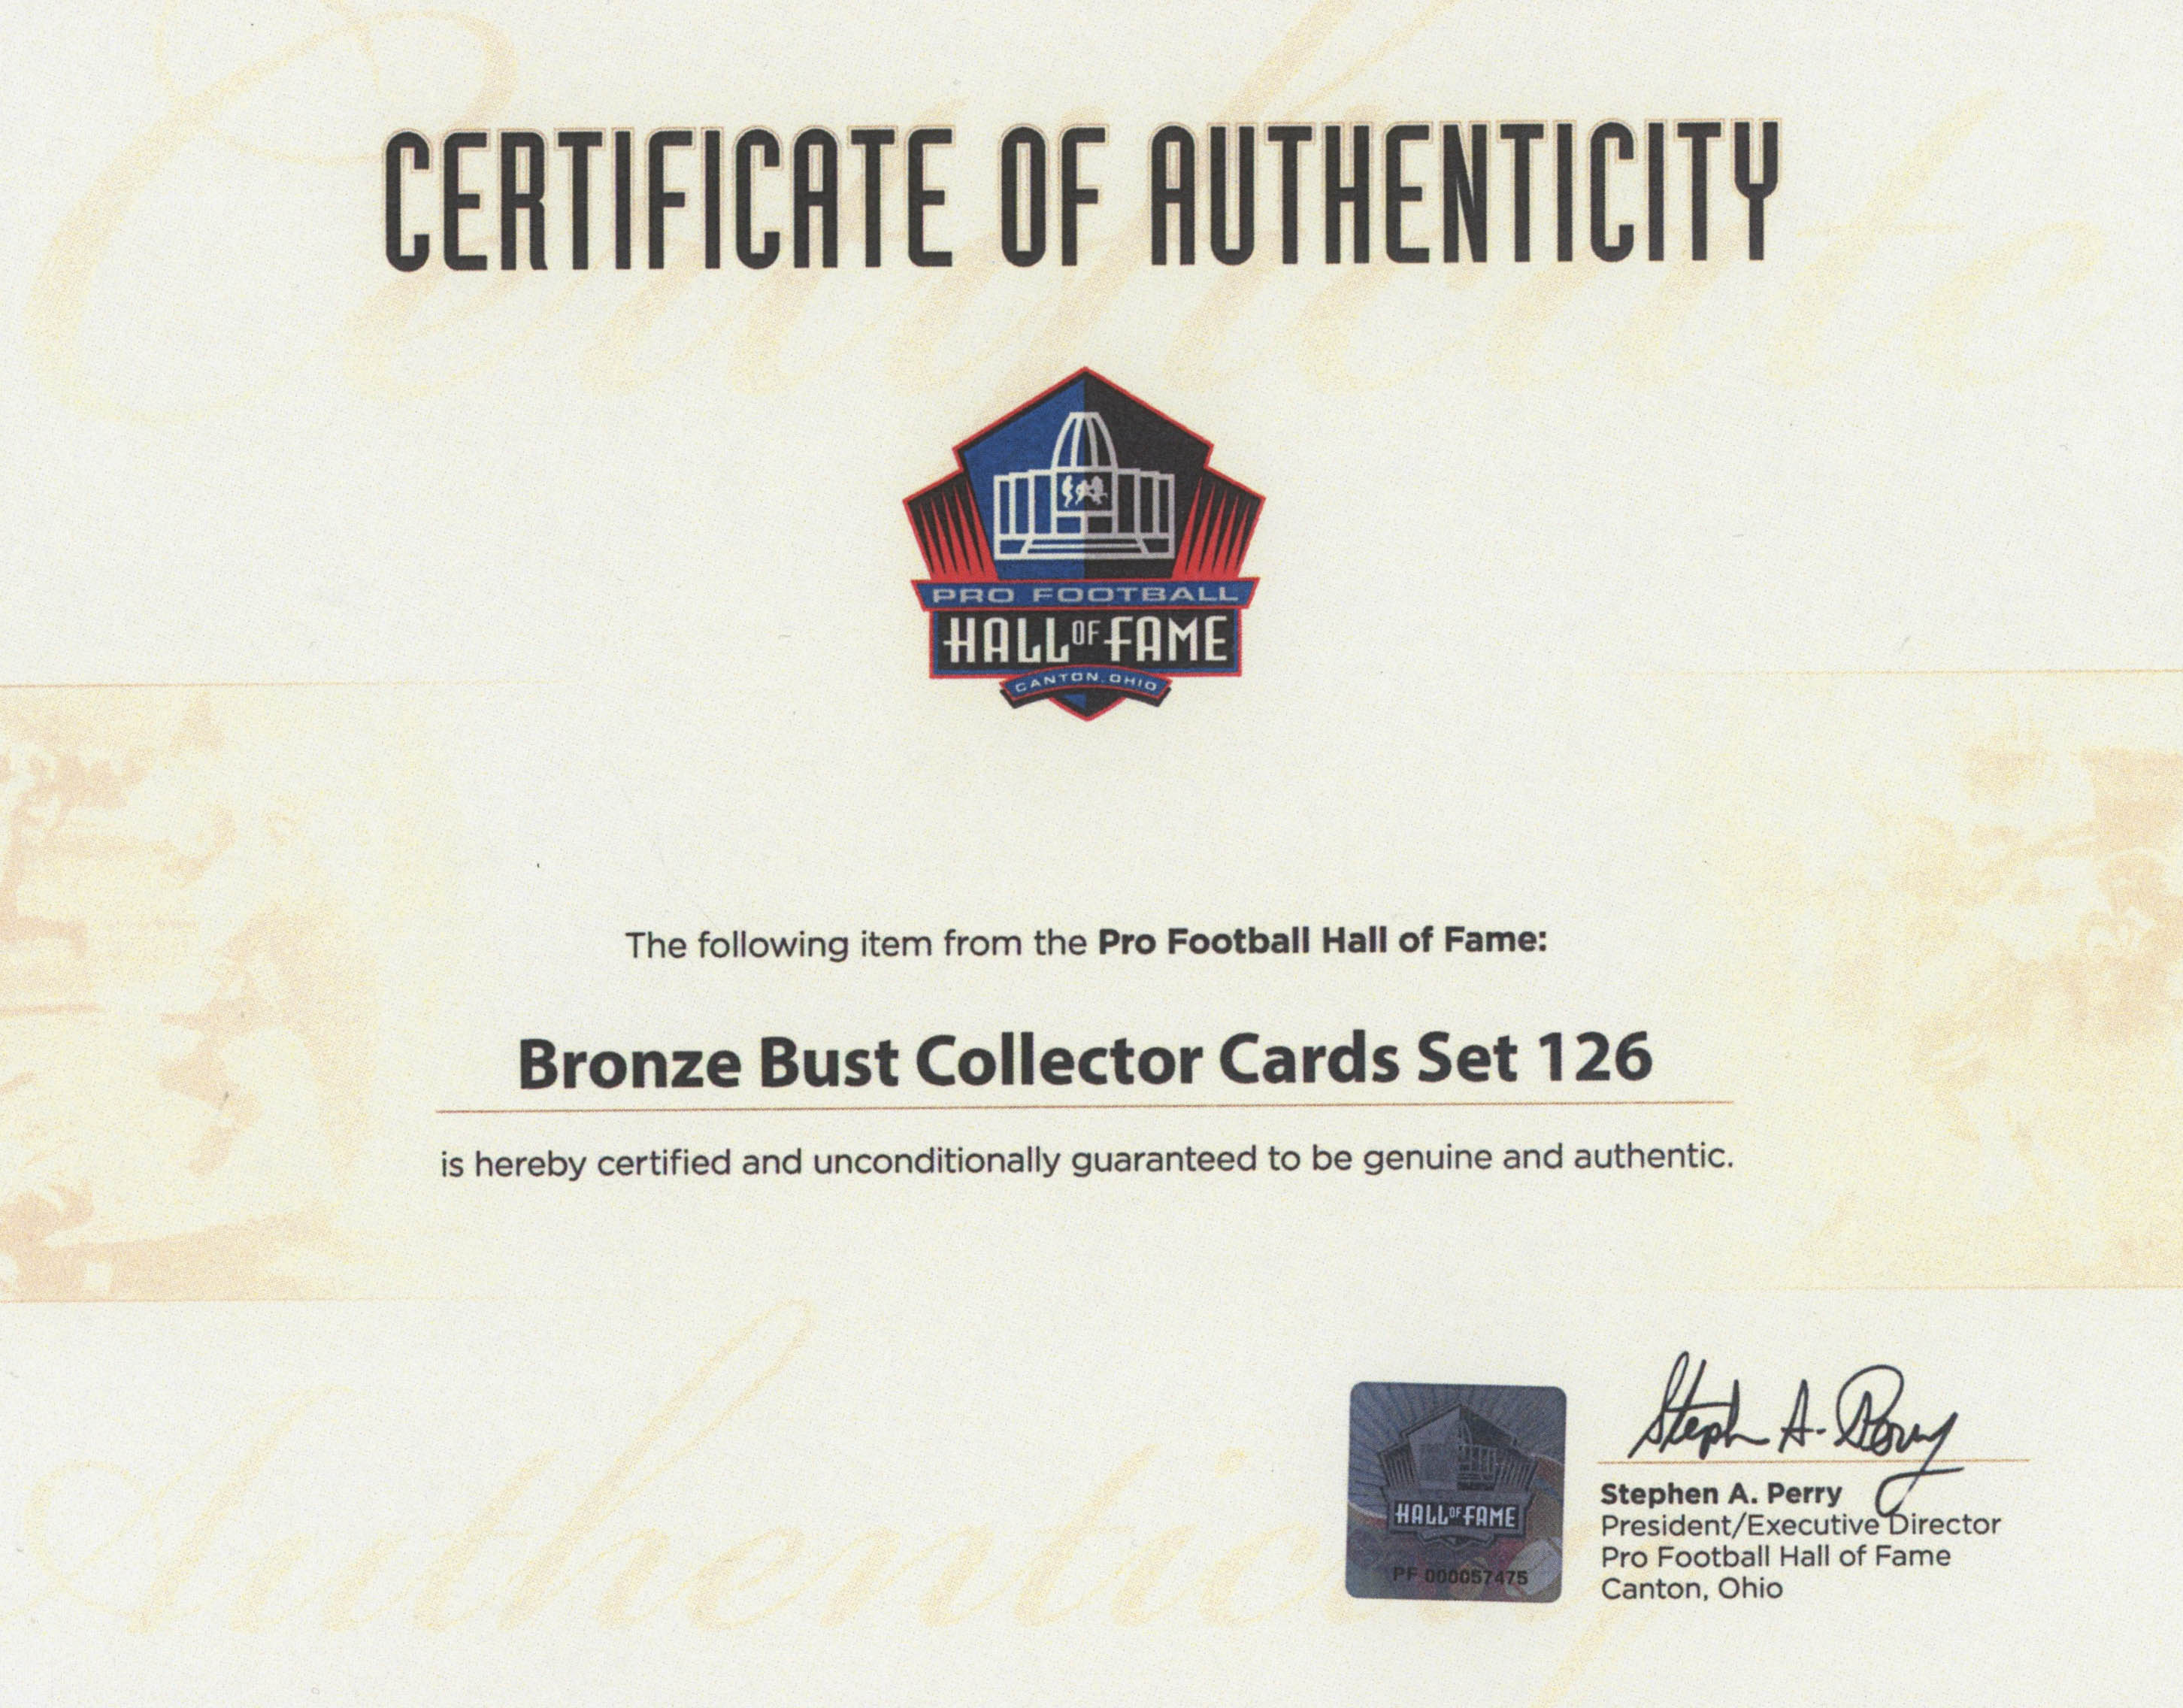 Certificate
CERTIFICATE OF AUTHENTICITY
PRO FOOTBALL
HALL OF FAME
CANTON, OHIO
The following item from the Pro Football Hall of Fame:
Bronze Bust Collector Cards Set 126
is hereby certified and unconditionally guaranteed to be genuine and authentic.
Authenticity
HALL OF FAME
PF 000057475
Stephen A. Perry
Stephen A. Perry
President/Executive Director
Pro Football Hall of Fame
Canton, Ohio